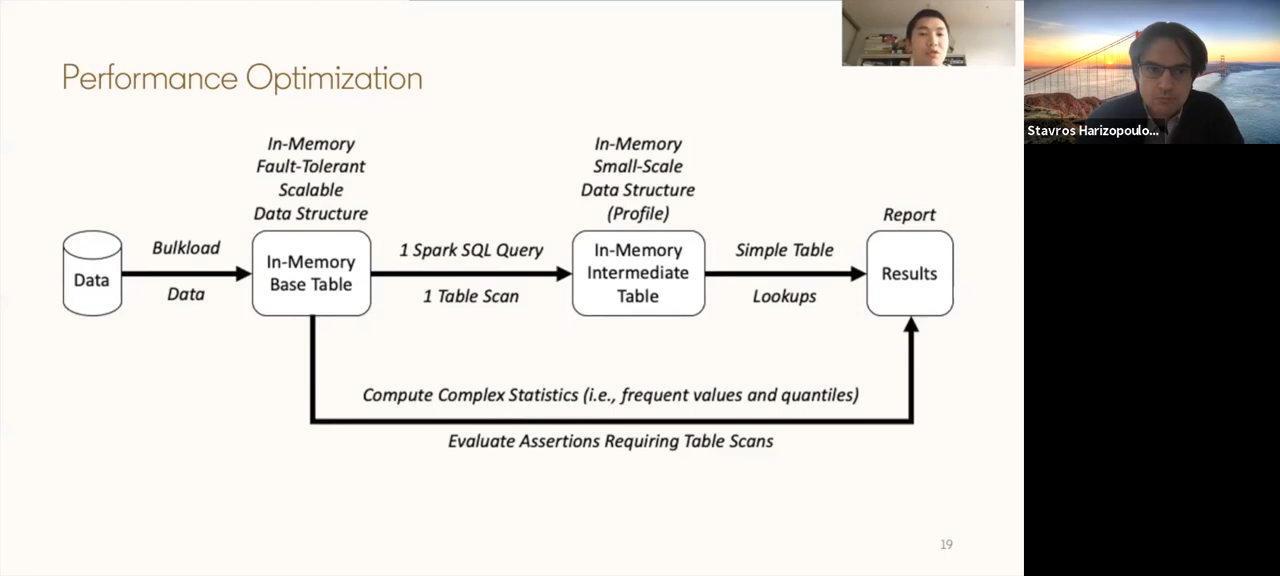 Performance Optimization
Stavros Harizopoulo...
In-Memory
Fault-Tolerant
Scalable
Data Structure
In-Memory
Small-Scale
Data Structure
(Profile)
Report
Data
Bulkload
Data
In-Memory
Base Table
1 Spark SQL Query
1 Table Scan
In-Memory
Intermediate
Table
Simple Table
Lookups
Results
Compute Complex Statistics (i.e., frequent values and quantiles)
Evaluate Assertions Requiring Table Scans
19